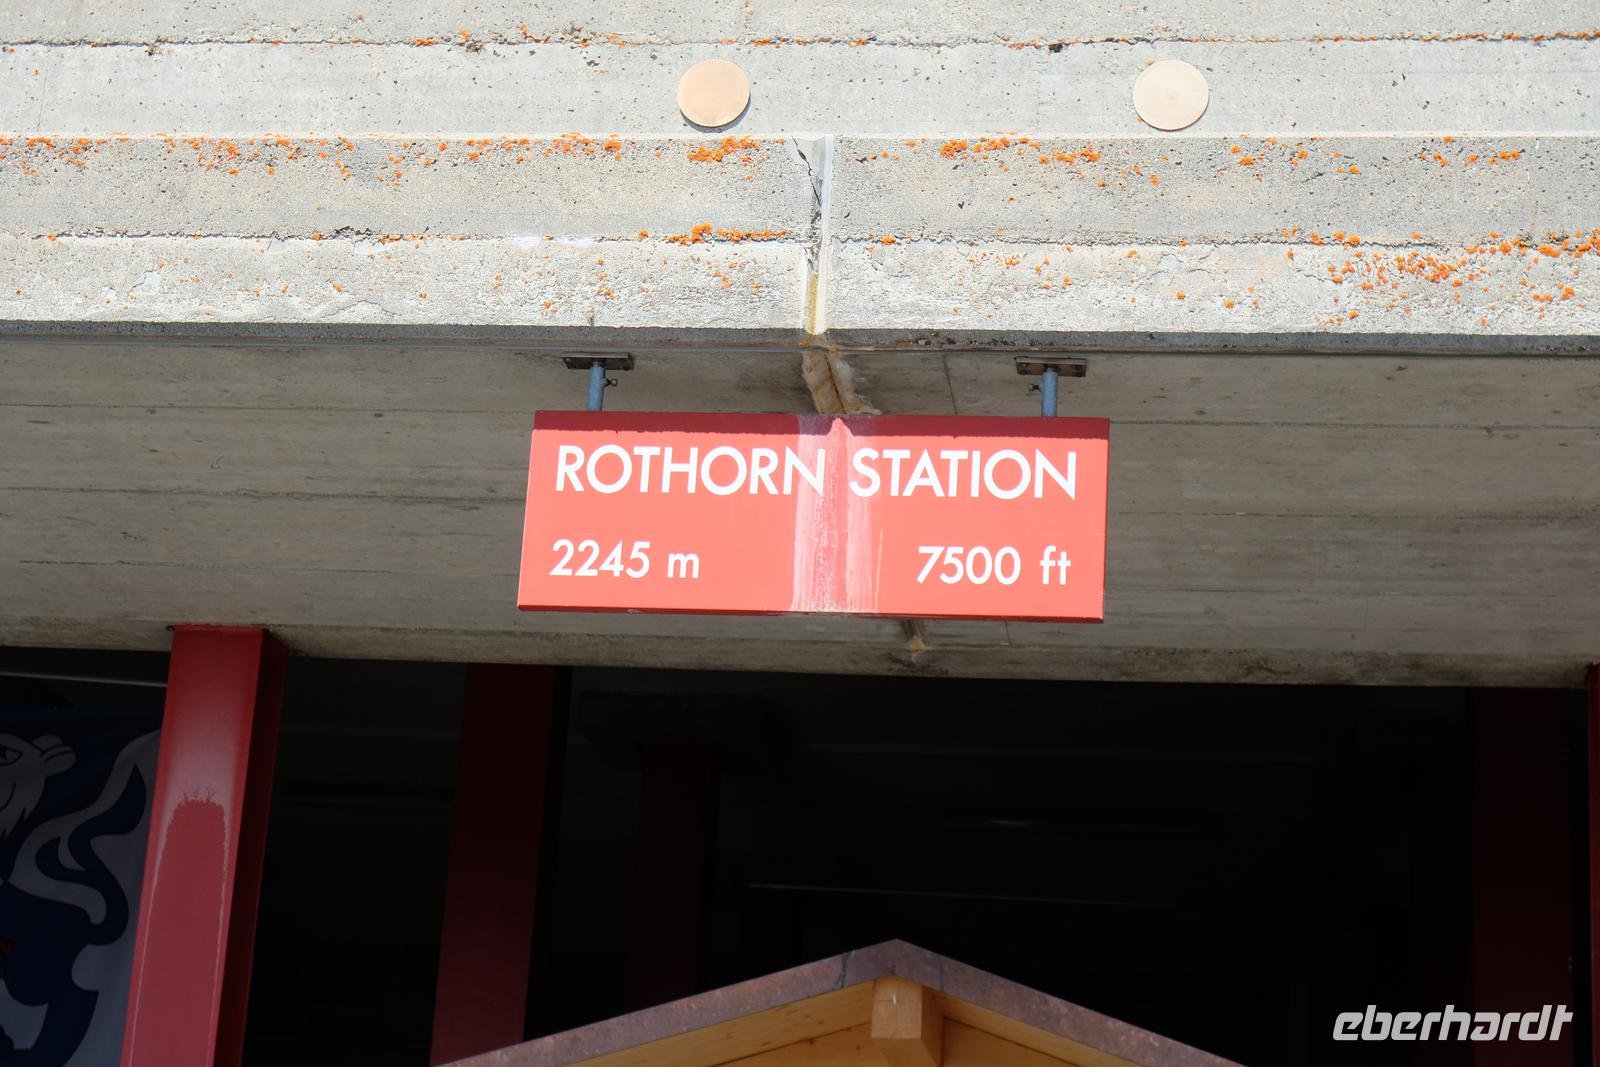 ROTHORN STATION
2245 m 7500 ft
eberhardt